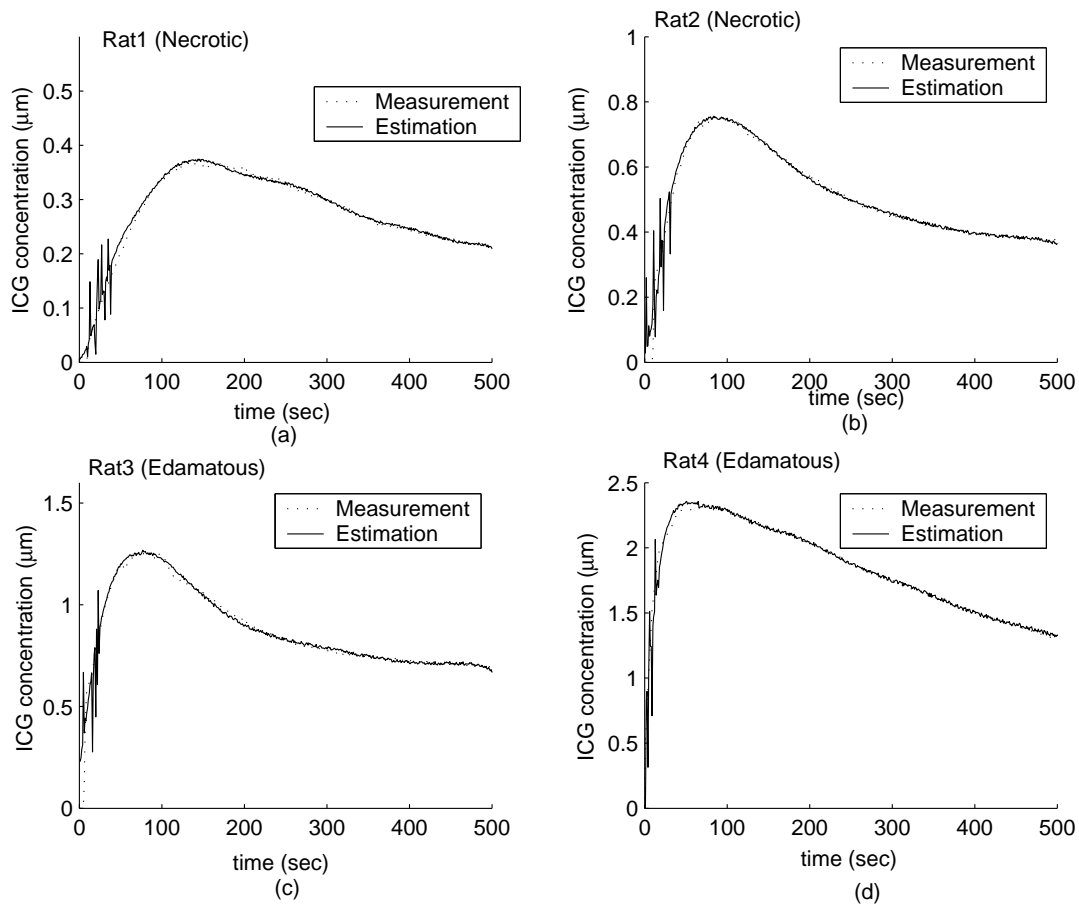 Rat1 (Necrotic)
ICG concentration (μm)
0.5
0.4
0.3
0.2
0.1
0
Measurement
Estimation
0 100 200 300 400 500
time (sec)
(a)
Rat2 (Necrotic)
ICG concentration (μm)
1
0.8
0.6
0.4
0.2
0
Measurement
Estimation
0 100 200 300 400 500
time (sec)
(b)
Rat3 (Edamatous)
ICG concentration (μm)
1.5
1
0.5
0
Measurement
Estimation
0 100 200 300 400 500
time (sec)
(c)
Rat4 (Edamatous)
ICG concentration (μm)
2.5
2
1.5
1
0.5
0
Measurement
Estimation
0 100 200 300 400 500
time (sec)
(d)